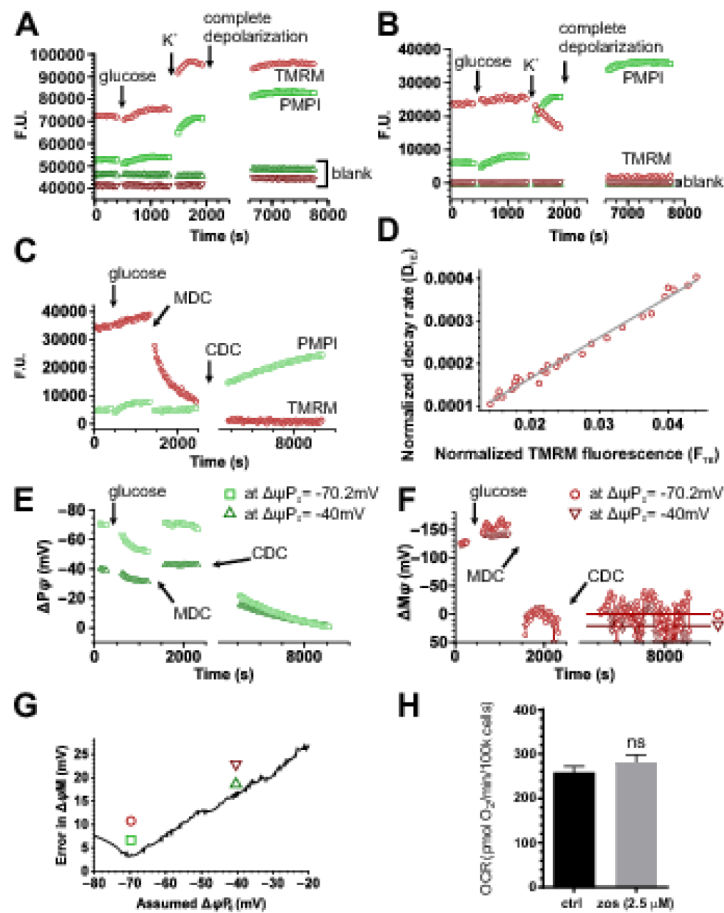 A
complete
depolarization
K+
glucose
TMRM
PMPI
blank
F.U.
100000
90000
80000
70000
60000
50000
40000
0 1000 2000 7000 8000
Time (s)
B
complete
depolarization
K+
glucose
PMPI
TMRM
blank
F.U.
40000
30000
20000
10000
0
0 1000 2000 7000 8000
Time (s)
C
glucose
MDC
CDC
PMPI
TMRM
F.U.
40000
30000
20000
10000
0
0 1000 2000 8000
Time (s)
D
Normalized decay rate
0.0004
0.0003
0.0002
0.0001
0.02 0.03 0.04
Normalized TMRM fluorescence
E
glucose
at ΔψP = -70.2mV
at ΔψP = -40mV
CDC
MDC
ΔPψ (mV)
−80
−60
−40
−20
0
0 2000 8000
Time (s)
F
glucose
at ΔψP = -70.2mV
at ΔψP = -40mV
MDC
CDC
ΔMψ (mV)
−150
−100
−50
0
50
0 2000 8000
Time (s)
G
Error in ΔψM (mV)
25
20
15
10
5
0
−80 −70 −60 −50 −40 −30 −20
Assumed ΔψP (mV)
H
ns
OCR (pmol O2/min/100k cells)
400
300
200
100
0
ctrl zos (2.5 μM)